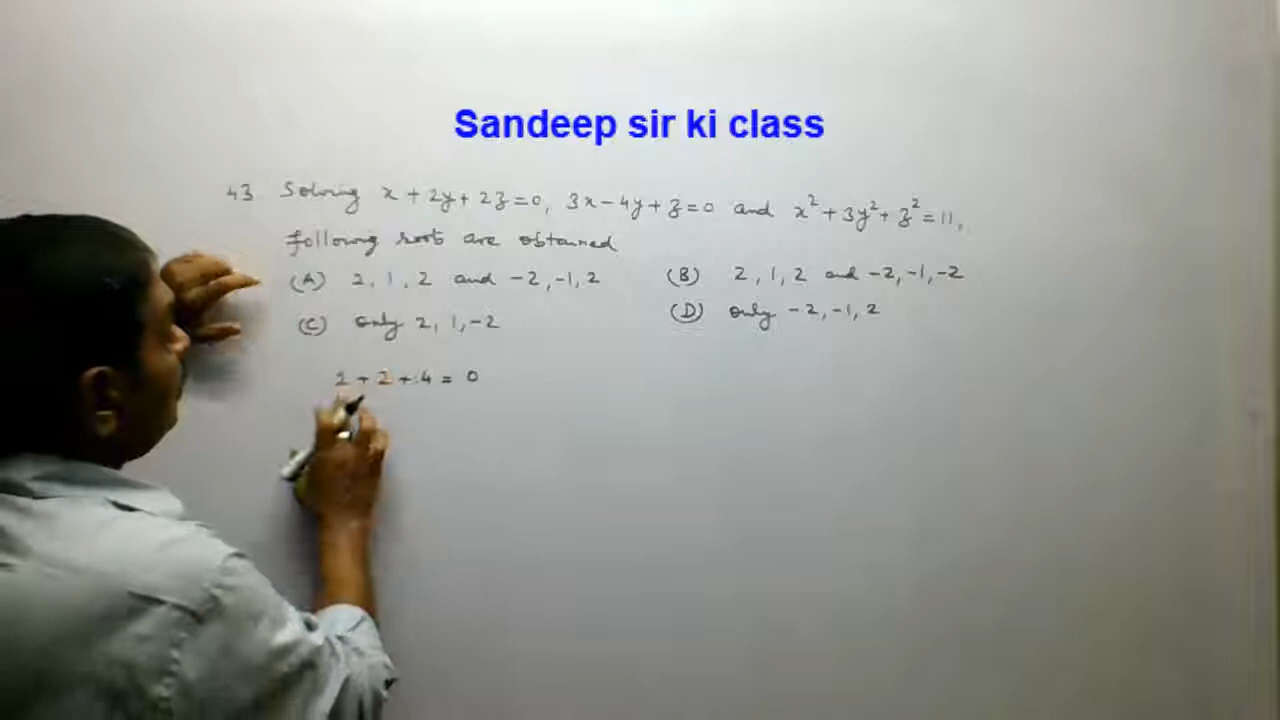 Sandeep sir ki class
43. Solving x + 2y + 2z = 0, 3x - 4y + z = 0 and x² + 3y² + z² = 11,
following roots are obtained
(A) 2, 1, 2 and -2, -1, 2 (B) 2, 1, 2 and -2, -1, -2
(C) only 2, 1, -2 (D) only -2, -1, 2
2 + 2 + 4 = 0